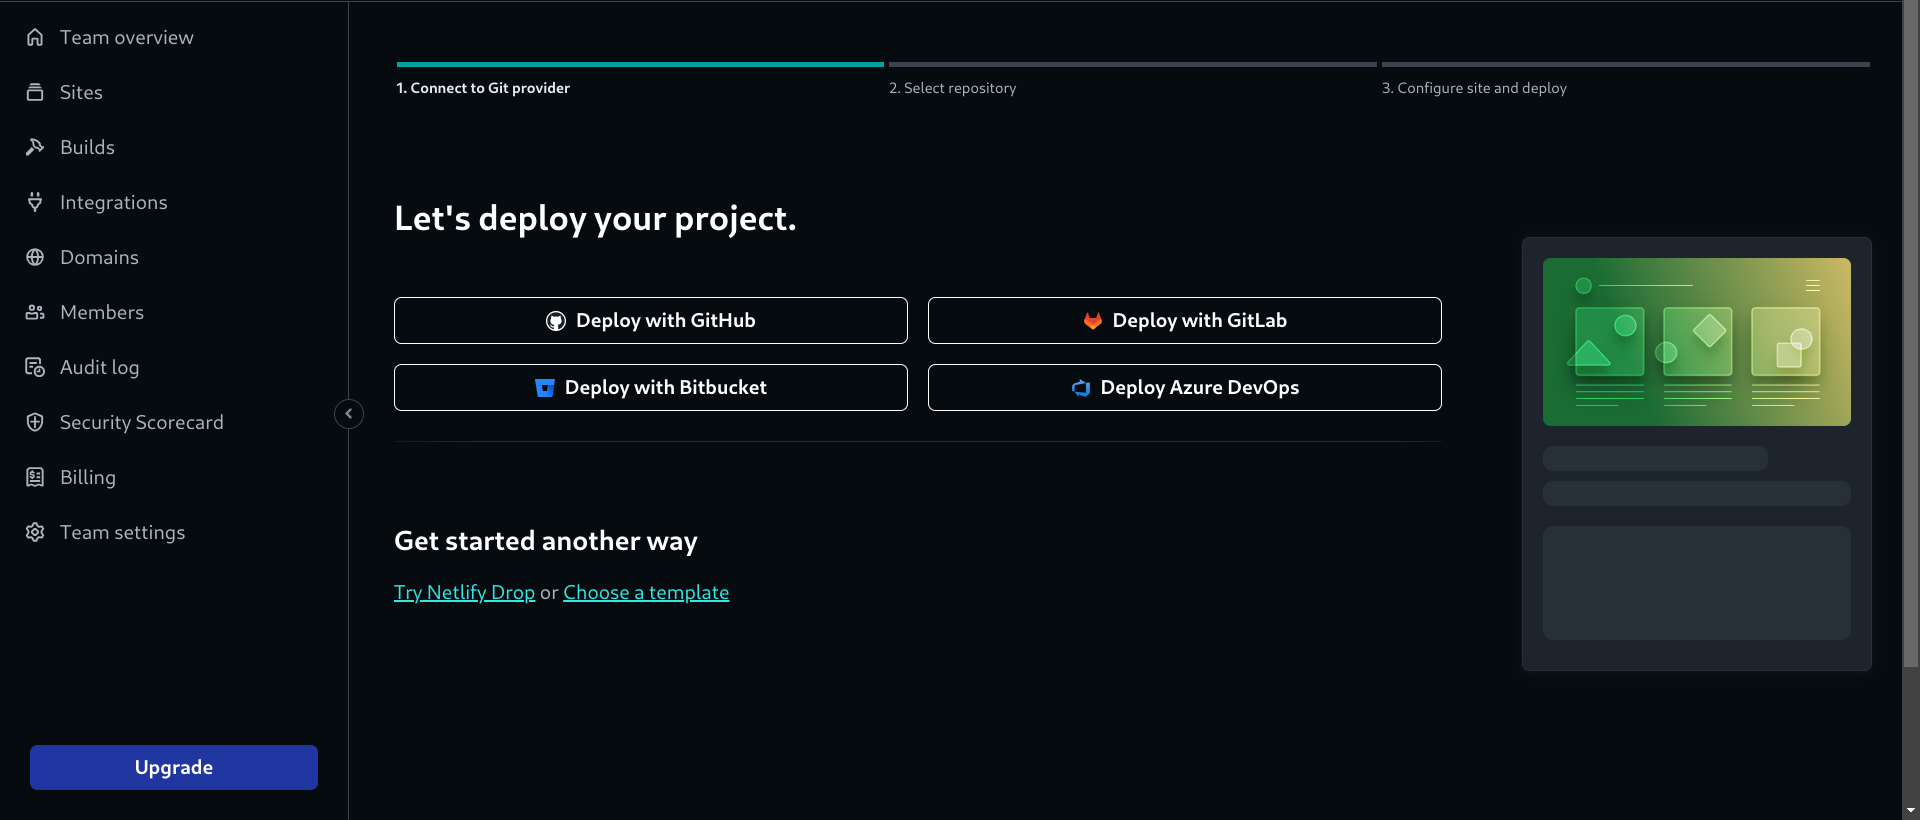 Team overview
Sites
Builds
Integrations
Domains
Members
Audit log
Security Scorecard
Billing
Team settings
Upgrade
1. Connect to Git provider
2. Select repository
3. Configure site and deploy
Let's deploy your project.
Deploy with GitHub
Deploy with GitLab
Deploy with Bitbucket
Deploy Azure DevOps
Get started another way
Try Netlify Drop or Choose a template